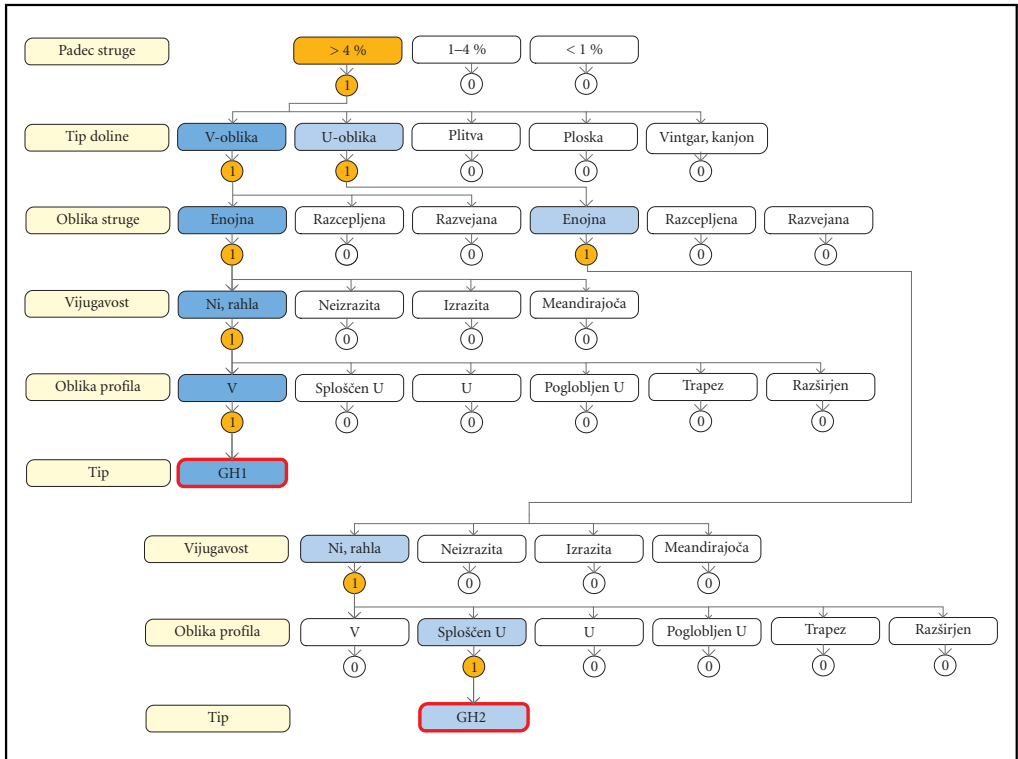 Padec struge > 4 % 1–4 % < 1 %
1 0 0
Tip doline V-oblika U-oblika Plitva Ploska Vintgar, kanjon
1 1 0 0 0
Oblika struge Enojna Razcepljena Razvejana Enojna Razcepljena Razvejana
1 0 0 1 0 0
Vijugavost Ni, rahla Neizrazita Izrazita Meandirajoča
1 0 0 0
Oblika profila V Sploščen U U Poglobljen U Trapez Razširjen
1 0 0 0 0 0
Tip GH1
Vijugavost Ni, rahla Neizrazita Izrazita Meandirajoča
1 0 0 0
Oblika profila V Sploščen U U Poglobljen U Trapez Razširjen
0 1 0 0 0 0
Tip GH2